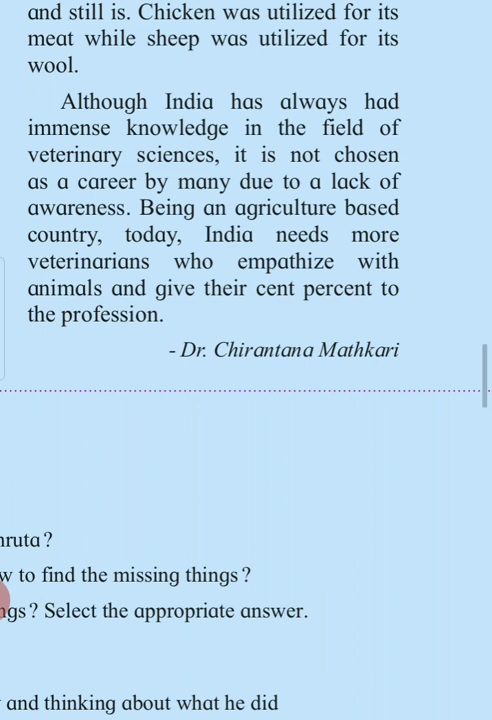 and still is. Chicken was utilized for its
meat while sheep was utilized for its
wool.
Although India has always had
immense knowledge in the field of
veterinary sciences, it is not chosen
as a career by many due to a lack of
awareness. Being an agriculture based
country, today, India needs more
veterinarians who empathize with
animals and give their cent percent to
the profession.
- Dr. Chirantana Mathkari
to find the missing things?
? Select the appropriate answer.
and thinking about what he did